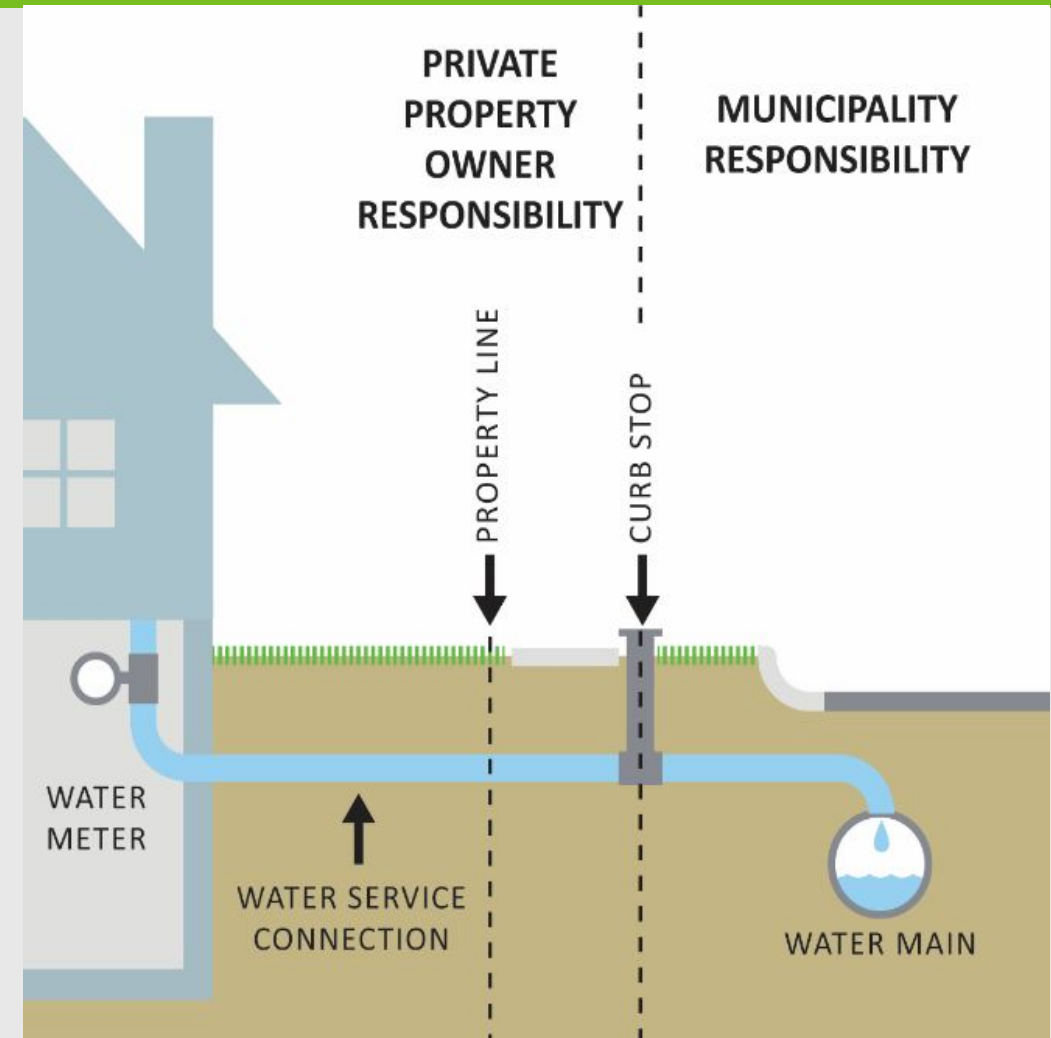 PRIVATE
PROPERTY
OWNER
RESPONSIBILITY
MUNICIPALITY
RESPONSIBILITY
PROPERTY LINE
CURB STOP
WATER
METER
WATER SERVICE
CONNECTION
WATER MAIN